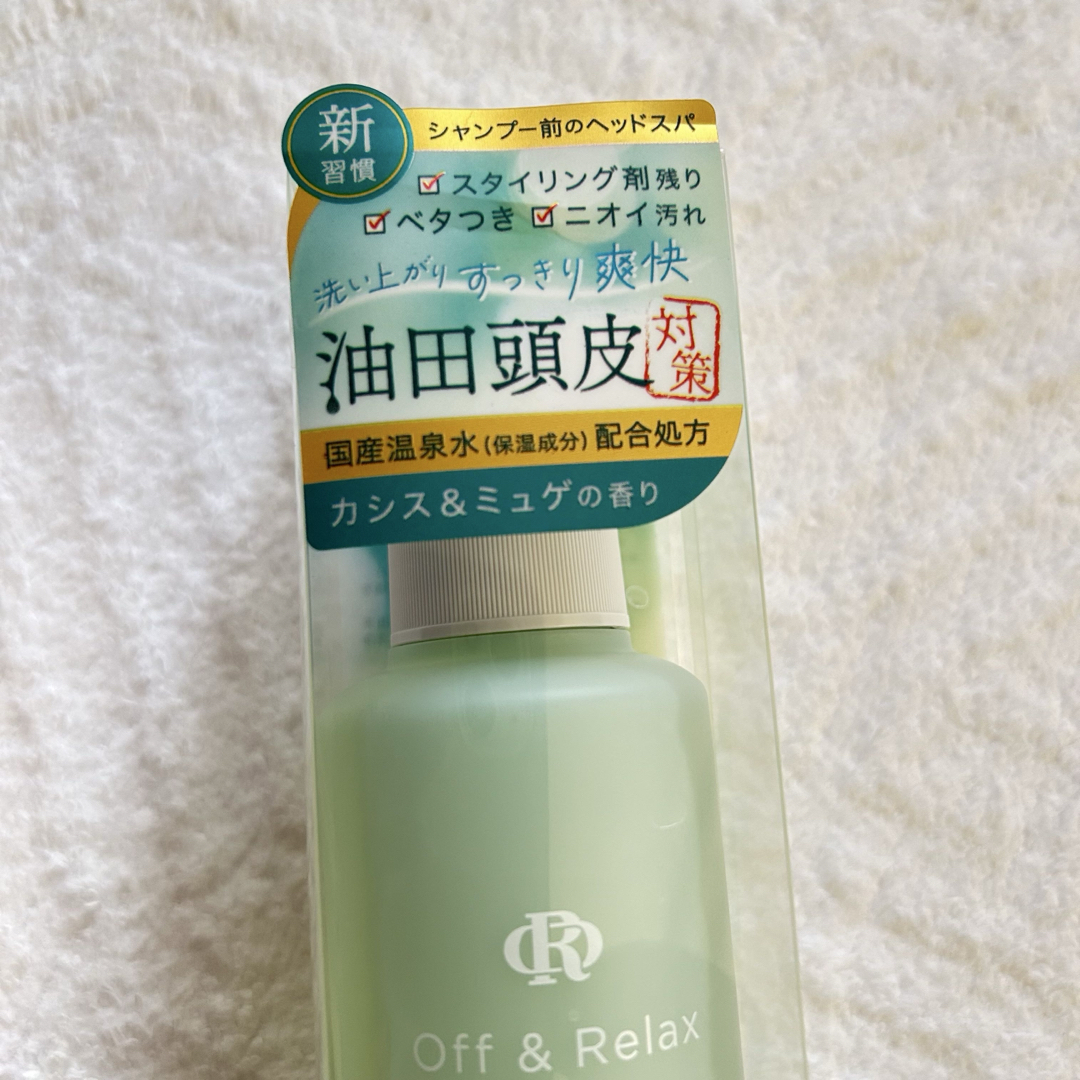 新
習慣
シャンプー前のヘッドスパ
スタイリング剤残り
ベタつき ニオイ汚れ
洗い上がり すっきり爽快
油田頭皮
対策
国産温泉水(保湿成分)配合処方
カシス&ミュゲの香り
OR
Off & Relax